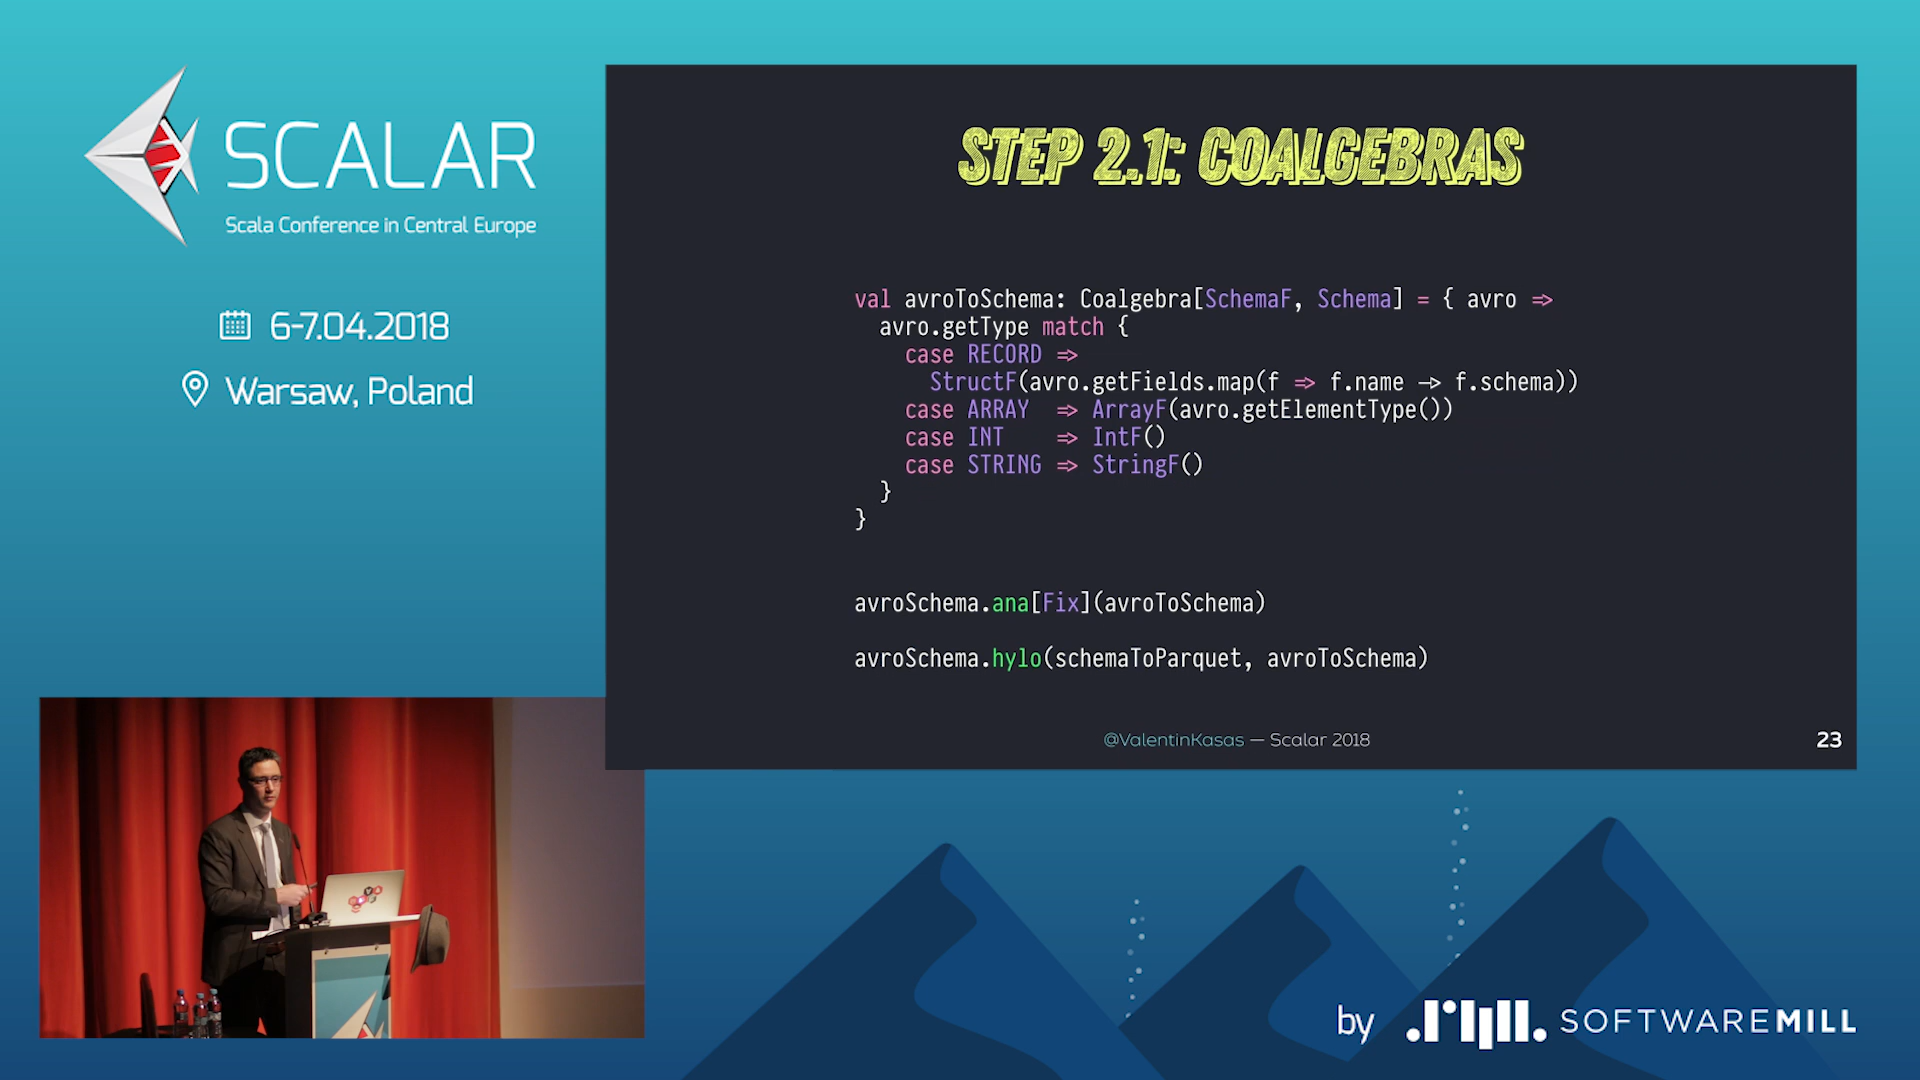 SCALAR
Scala Conference in Central Europe
6-7.04.2018
Warsaw, Poland
STEP 2.1: COALGEBRAS
val avroToSchema: Coalgebra[SchemaF, Schema] = { avro ⇒
  avro.getType match {
    case RECORD ⇒
      StructF(avro.getFields.map(f ⇒ f.name → f.schema))
    case ARRAY  ⇒ ArrayF(avro.getElementType())
    case INT    ⇒ IntF()
    case STRING ⇒ StringF()
  }
}
avroSchema.ana[Fix](avroToSchema)
avroSchema.hylo(schemaToParquet, avroToSchema)
@ValentinKasas — Scalar 2018
23
by SOFTWAREMILL